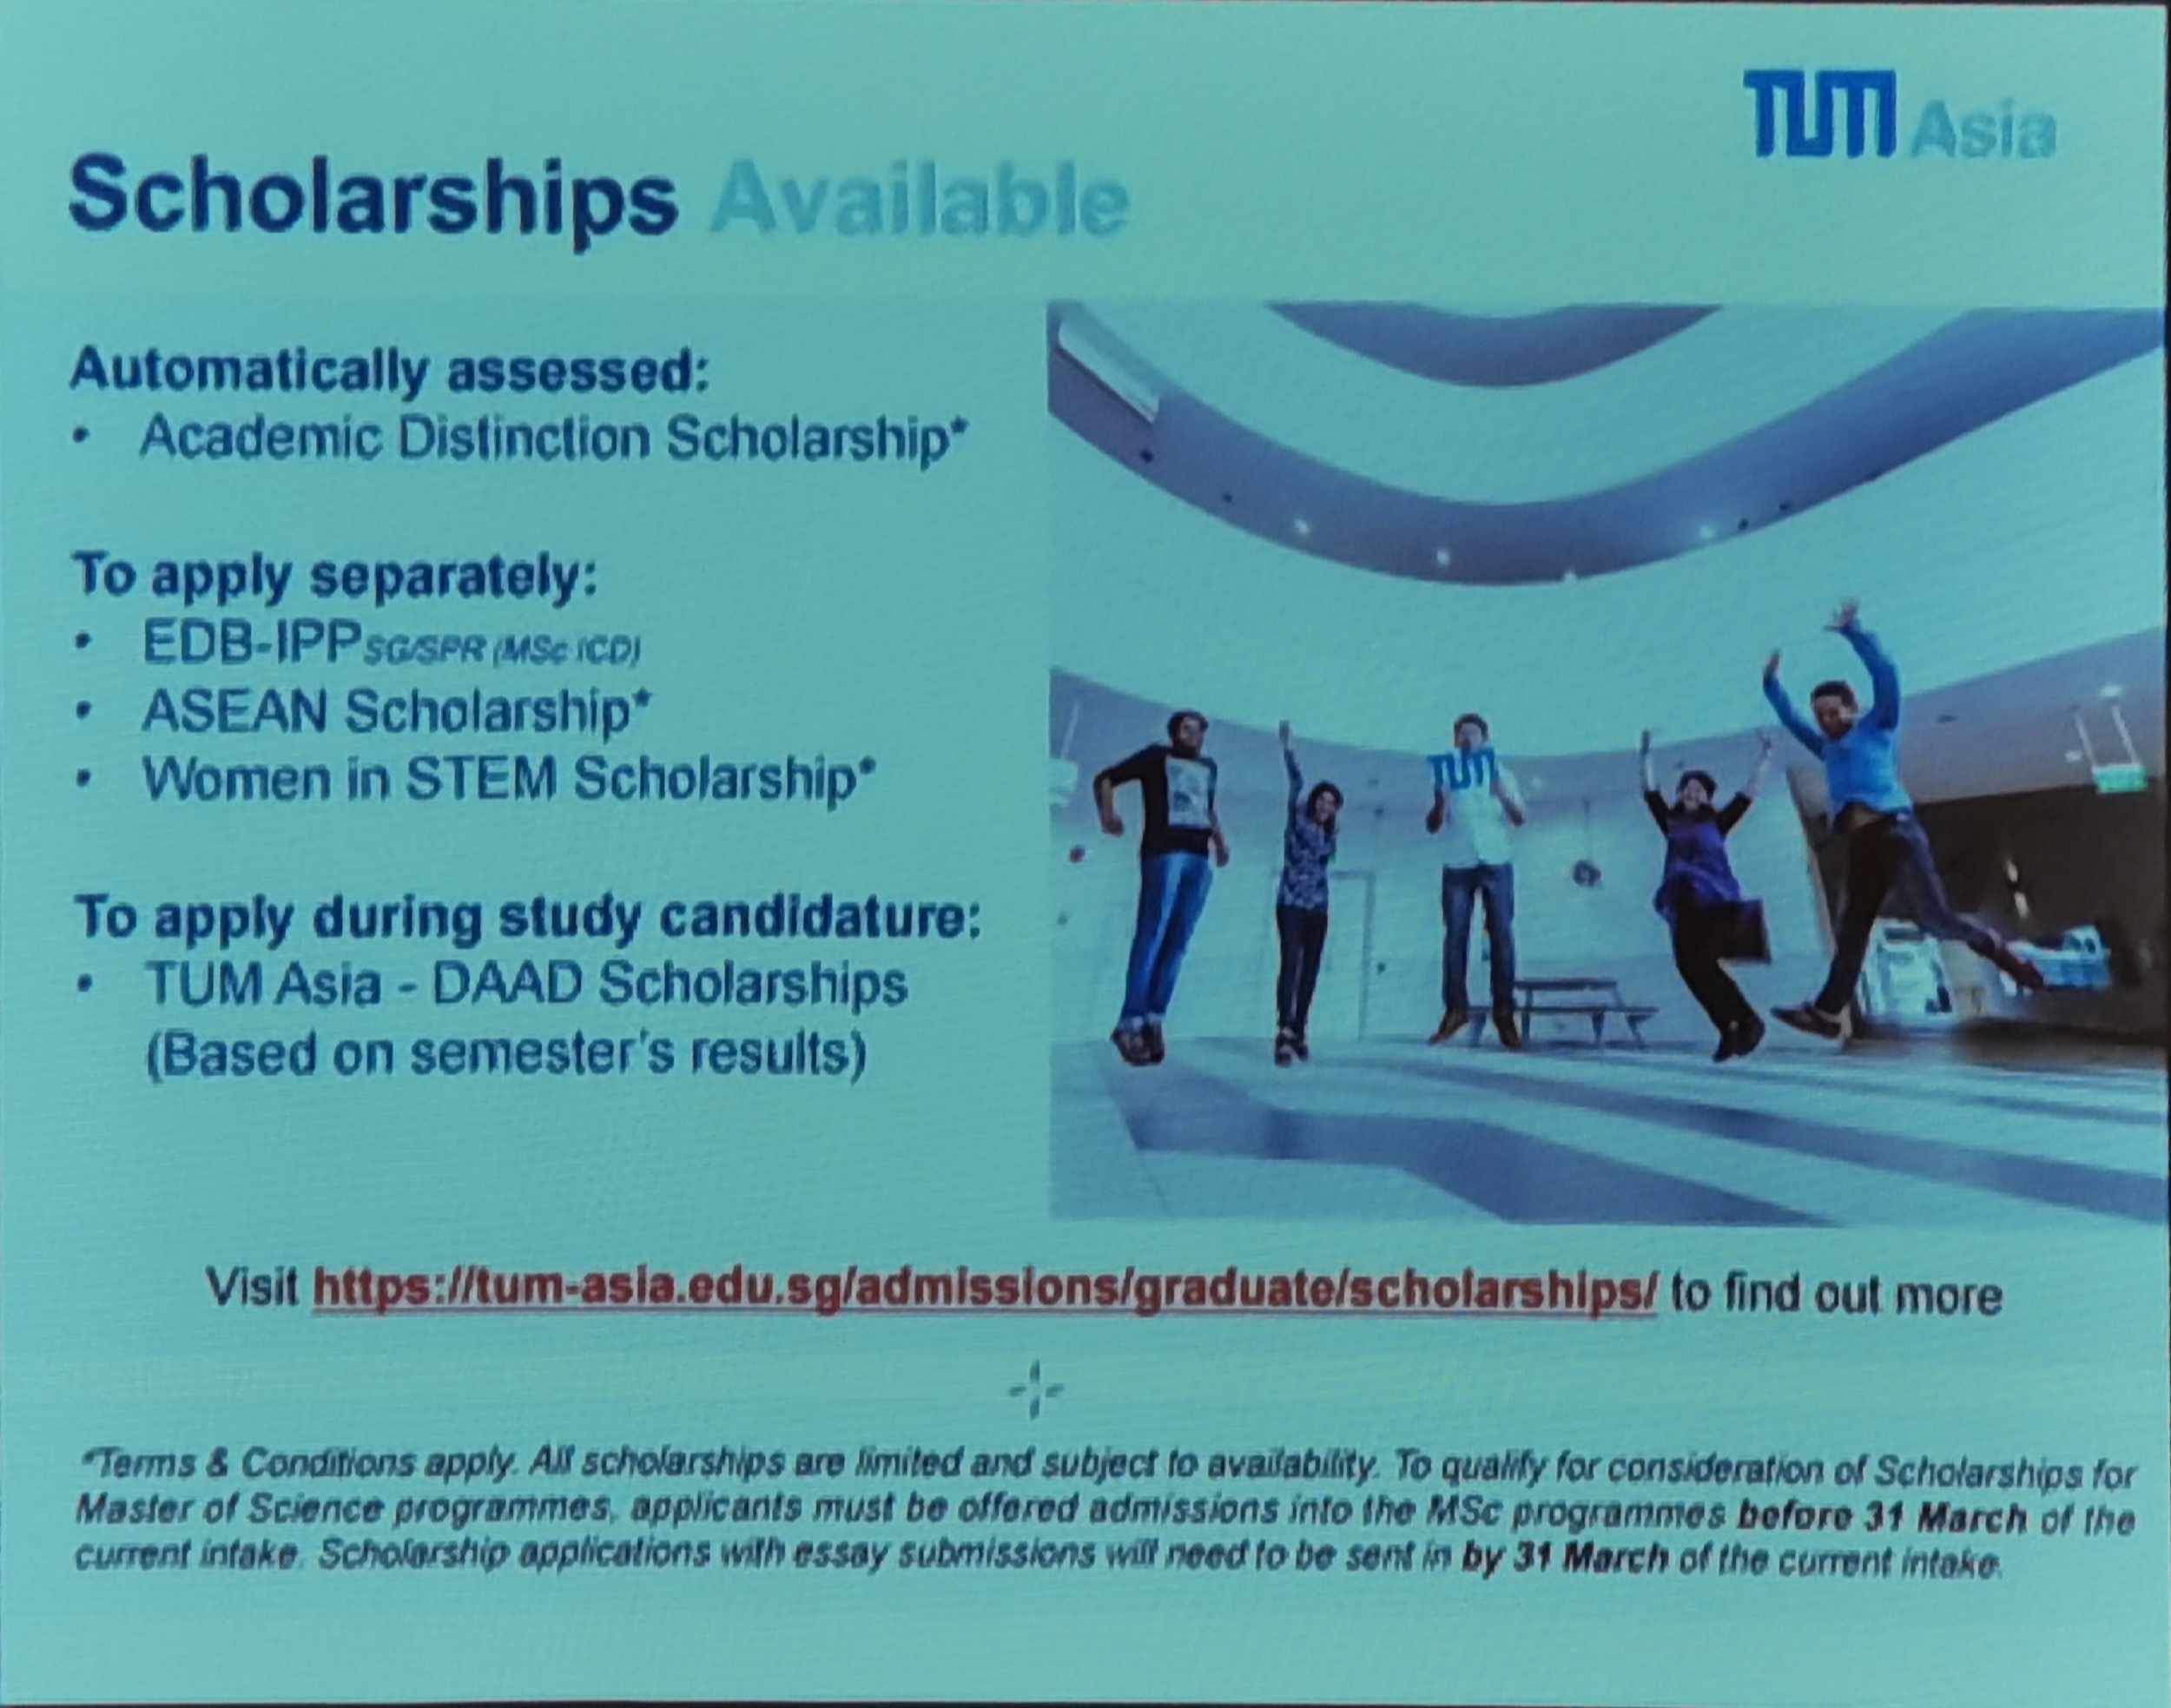 TUM Asia
Scholarships Available
Automatically assessed:
• Academic Distinction Scholarship*
To apply separately:
• EDB-IPP SG/SPR (MSc ICD)
• ASEAN Scholarship*
• Women in STEM Scholarship*
To apply during study candidature:
• TUM Asia - DAAD Scholarships
(Based on semester's results)
TUM
Visit https://tum-asia.edu.sg/admissions/graduate/scholarships/ to find out more
*Terms & Conditions apply. All scholarships are limited and subject to availability. To qualify for consideration of Scholarships for
Master of Science programmes, applicants must be offered admissions into the MSc programmes before 31 March of the
current intake. Scholarship applications with essay submissions will need to be sent in by 31 March of the current intake.